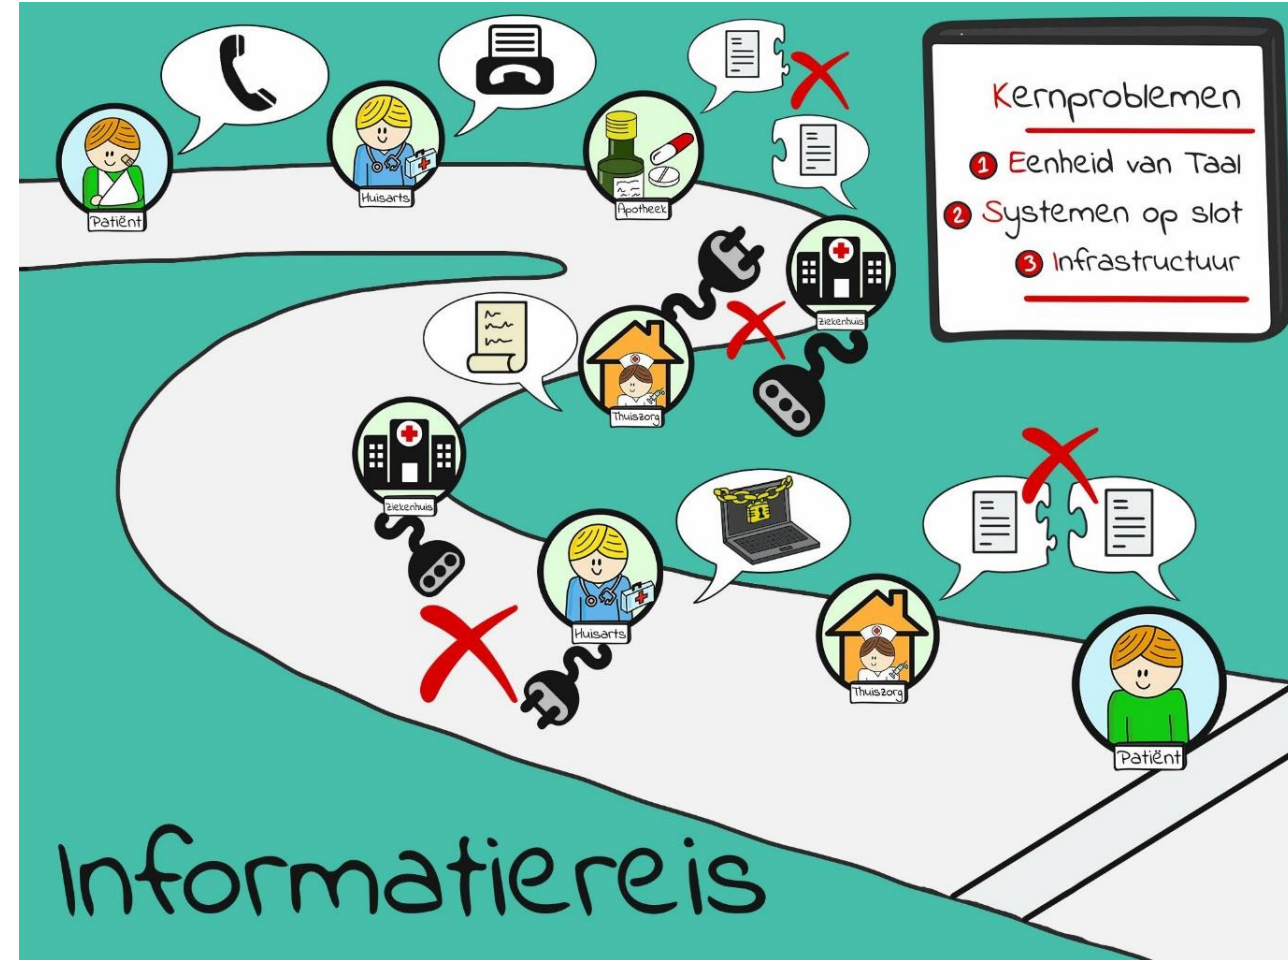 Kernproblemen
1 Eenheid van Taal
2 Systemen op slot
3 Infrastructuur
Patiënt
Huisarts
Apotheek
Ziekenhuis
Thuiszorg
Ziekenhuis
Huisarts
Thuiszorg
Patiënt
Informatiereis